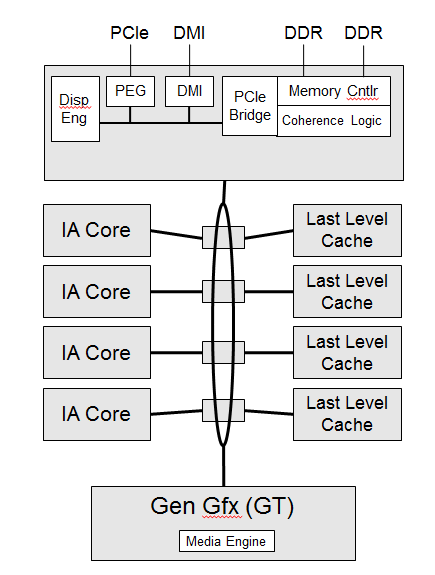 PCIe DMI DDR DDR
Disp
Eng
PEG
DMI
PCIe
Bridge
Memory Cntlr
Coherence Logic
IA Core
Last Level
Cache
IA Core
Last Level
Cache
IA Core
Last Level
Cache
IA Core
Last Level
Cache
Gen Gfx (GT)
Media Engine